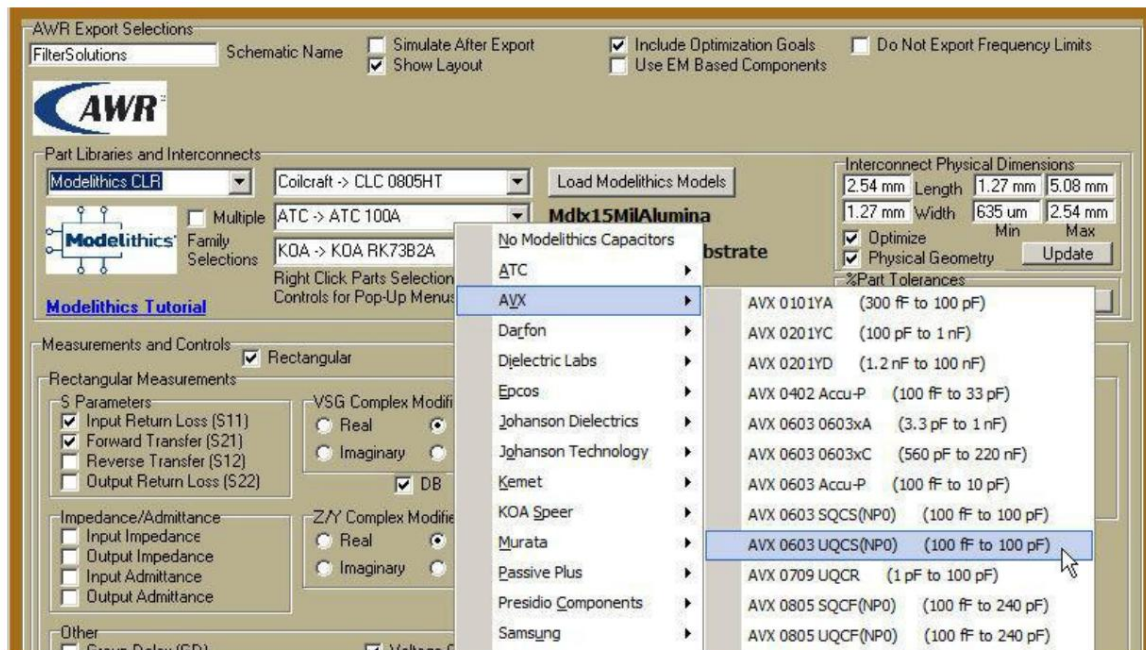 AWR Export Selections
FilterSolutions Schematic Name Simulate After Export Include Optimization Goals Do Not Export Frequency Limits
Show Layout Use EM Based Components
AWR
Part Libraries and Interconnects
Modelithics CLR Coilcraft -> CLC 0805HT Load Modelithics Models
Interconnect Physical Dimensions
2.54 mm Length 1.27 mm 5.08 mm
Multiple ATC -> ATC 100A Mdlx15MilAlumina
1.27 mm Width 635 um 2.54 mm
Min Max
Modelithics Family Selections KOA -> KOA RK73B2A
Optimize
Physical Geometry Update
Right Click Parts Selection
Controls for Pop-Up Menus
%Part Tolerances
Modelithics Tutorial
No Modelithics Capacitors
ATC
AVX
Darfon
Dielectric Labs
Epcos
Johanson Dielectrics
Johanson Technology
Kemet
KOA Speer
Murata
Passive Plus
Presidio Components
Samsung
AVX 0101YA (300 fF to 100 pF)
AVX 0201YC (100 pF to 1 nF)
AVX 0201YD (1.2 nF to 100 nF)
AVX 0402 Accu-P (100 fF to 33 pF)
AVX 0603 0603xA (3.3 pF to 1 nF)
AVX 0603 0603xC (560 pF to 220 nF)
AVX 0603 Accu-P (100 fF to 10 pF)
AVX 0603 SQCS(NP0) (100 fF to 100 pF)
AVX 0603 UQCS(NP0) (100 fF to 100 pF)
AVX 0709 UQCR (1 pF to 100 pF)
AVX 0805 SQCF(NP0) (100 fF to 240 pF)
AVX 0805 UQCF(NP0) (100 fF to 240 pF)
Measurements and Controls Rectangular
Rectangular Measurements
S Parameters
Input Return Loss (S11)
Forward Transfer (S21)
Reverse Transfer (S12)
Output Return Loss (S22)
VSG Complex
Real
Imaginary
DB
Impedance/Admittance
Input Impedance
Output Impedance
Input Admittance
Output Admittance
Z/Y Complex
Real
Imaginary
Other